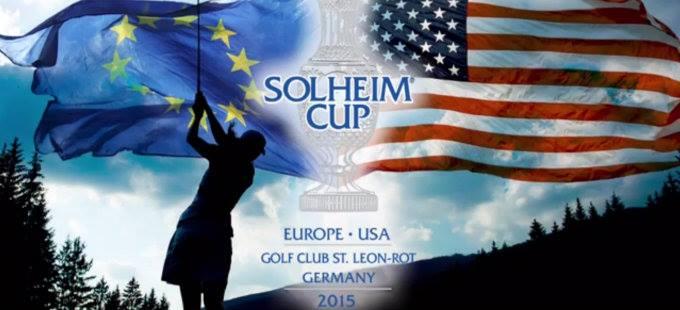 SOLHEIM®
CUP
EUROPE • USA
GOLF CLUB ST. LEON-ROT
GERMANY
2015